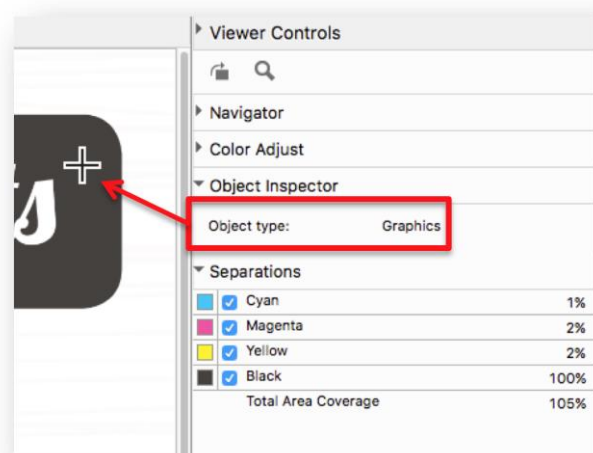 Viewer Controls
Navigator
Color Adjust
Object Inspector
Object type: Graphics
Separations
Cyan 1%
Magenta 2%
Yellow 2%
Black 100%
Total Area Coverage 105%